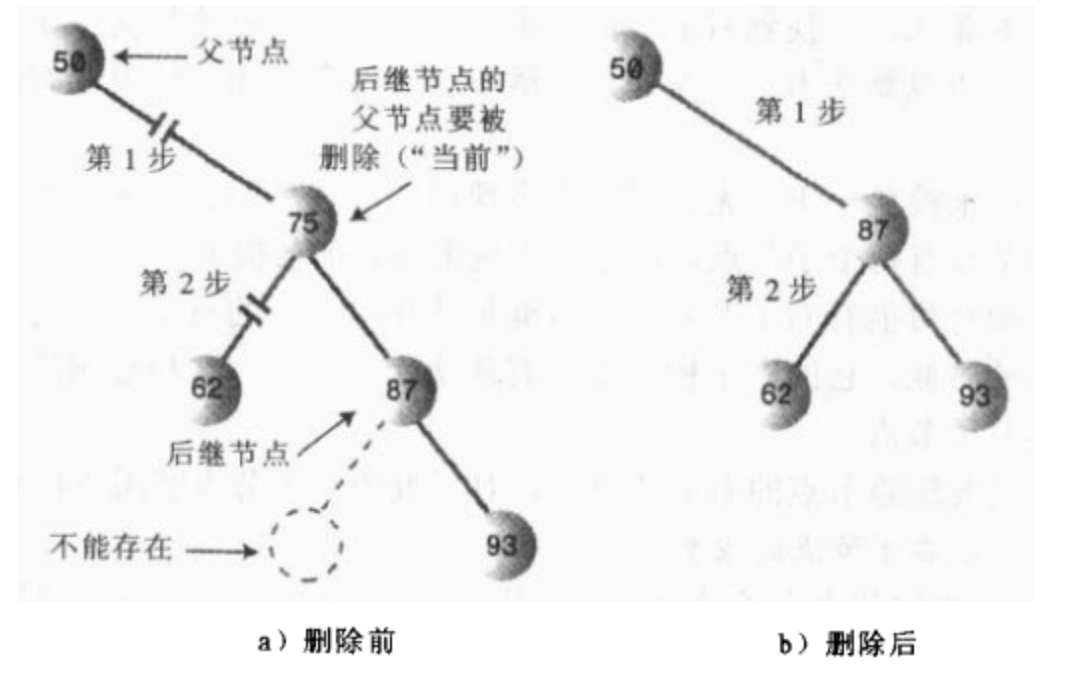 50
父节点
第1步
后继节点的
父节点要被
删除（“当前”）
75
第2步
62
87
后继节点
不能存在
93
a）删除前
50
第1步
87
第2步
62
93
b）删除后